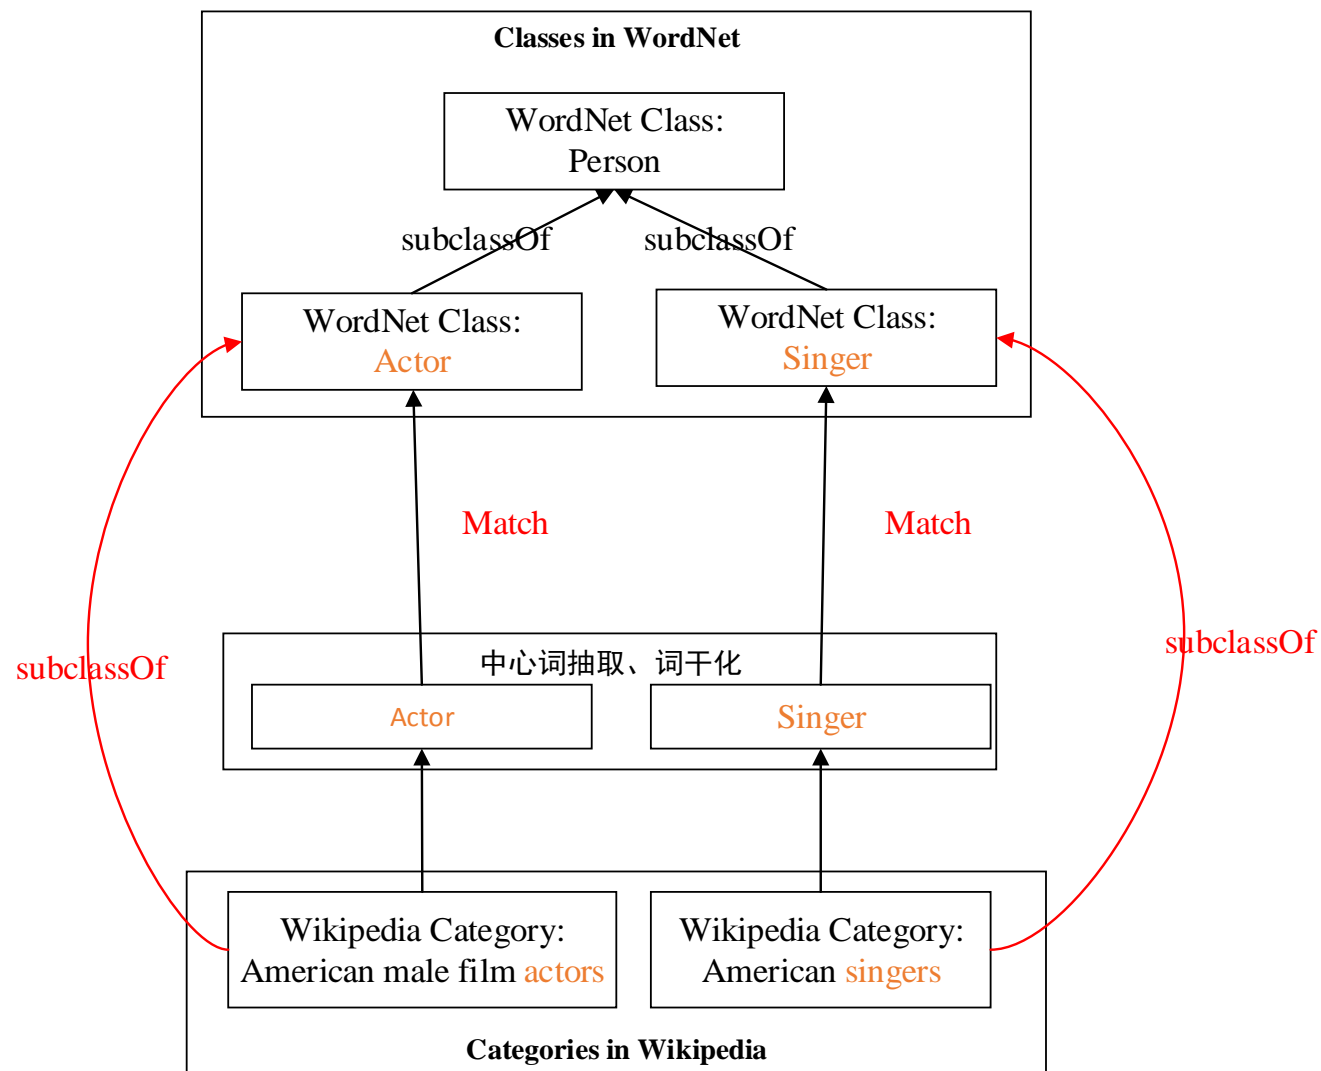 Classes in WordNet
WordNet Class:
Person
subclassOf
subclassOf
WordNet Class:
Actor
WordNet Class:
Singer
Match
Match
subclassOf
subclassOf
中心词抽取、词干化
Actor
Singer
Wikipedia Category:
American male film actors
Wikipedia Category:
American singers
Categories in Wikipedia